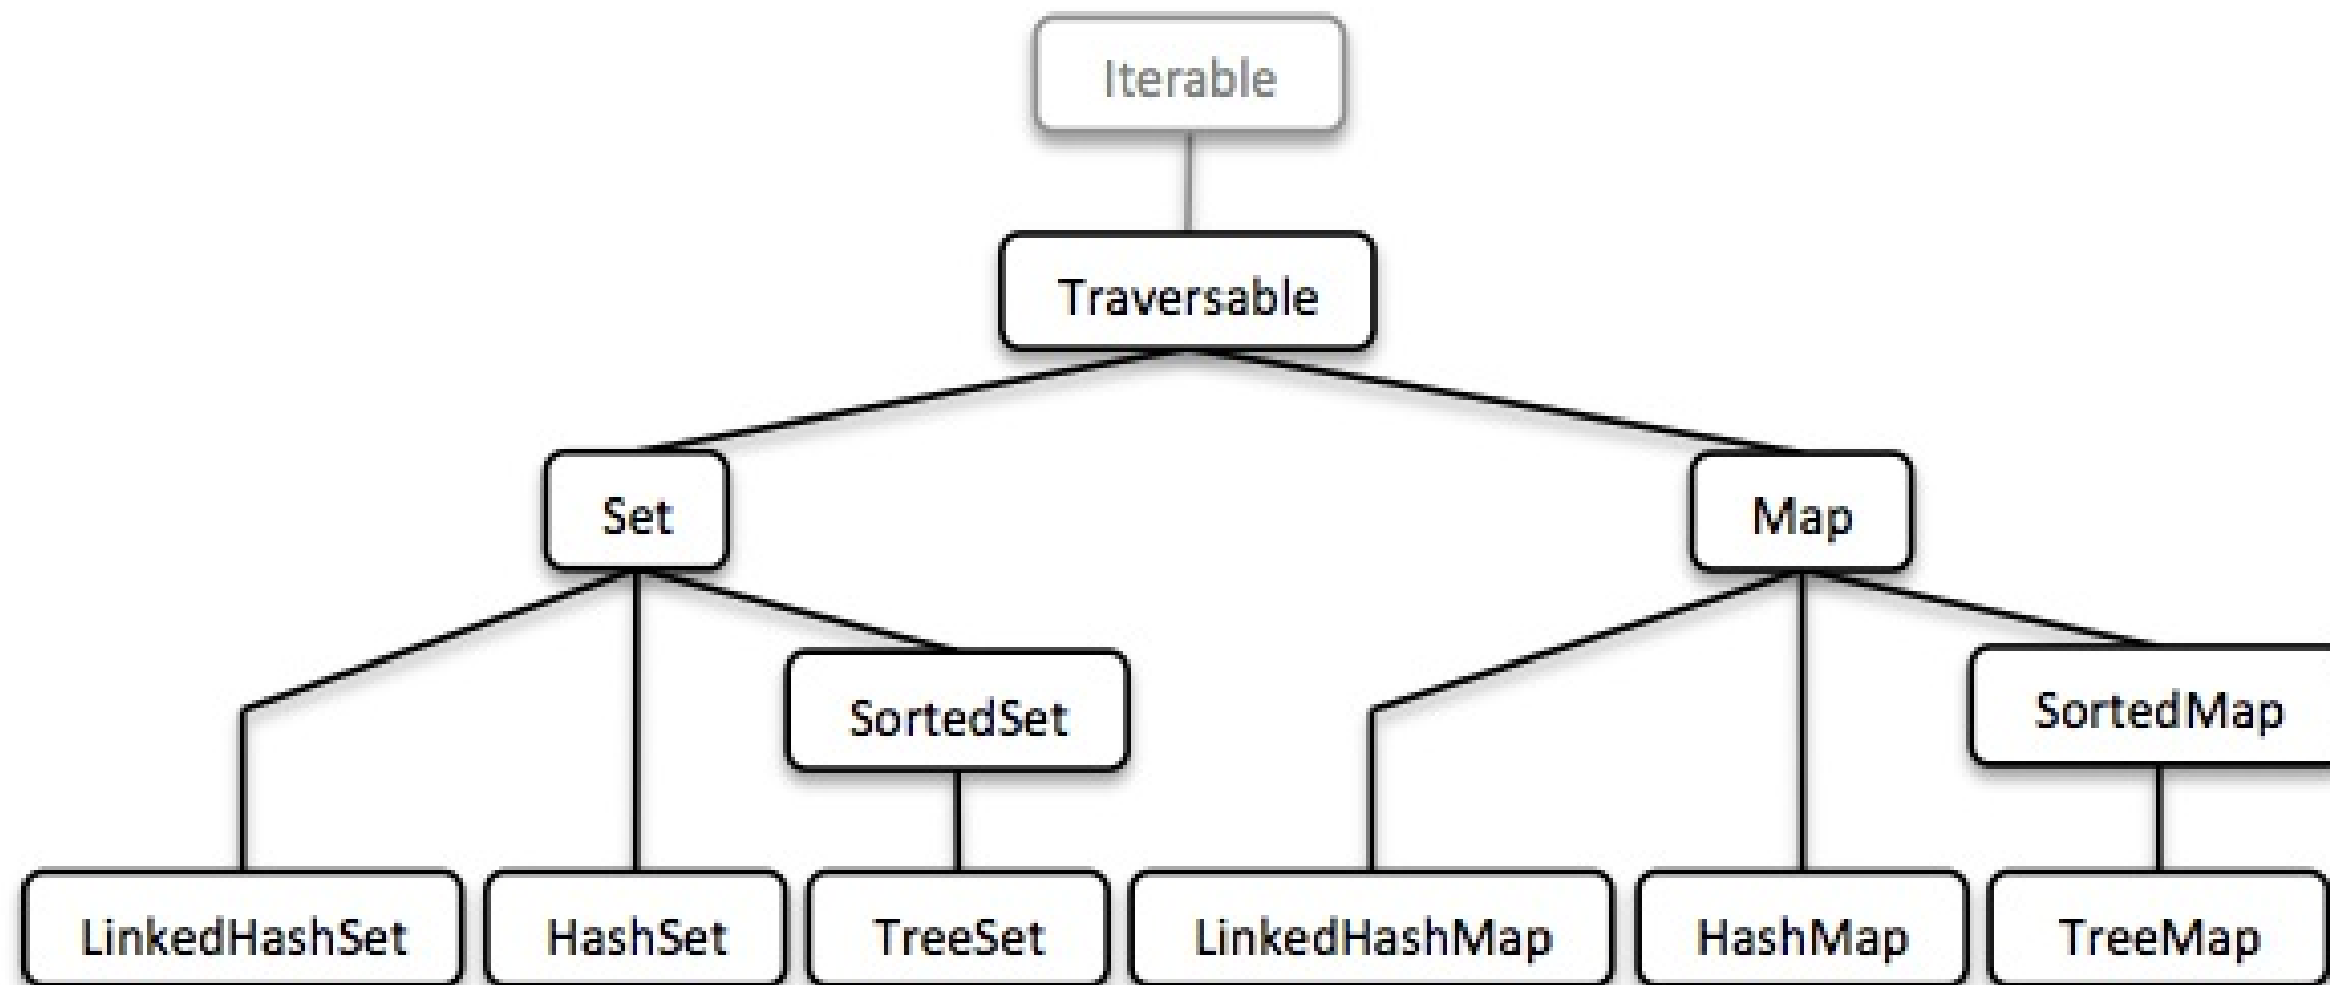 Iterable
Traversable
Set
Map
SortedSet
SortedMap
LinkedHashSet
HashSet
TreeSet
LinkedHashMap
HashMap
TreeMap